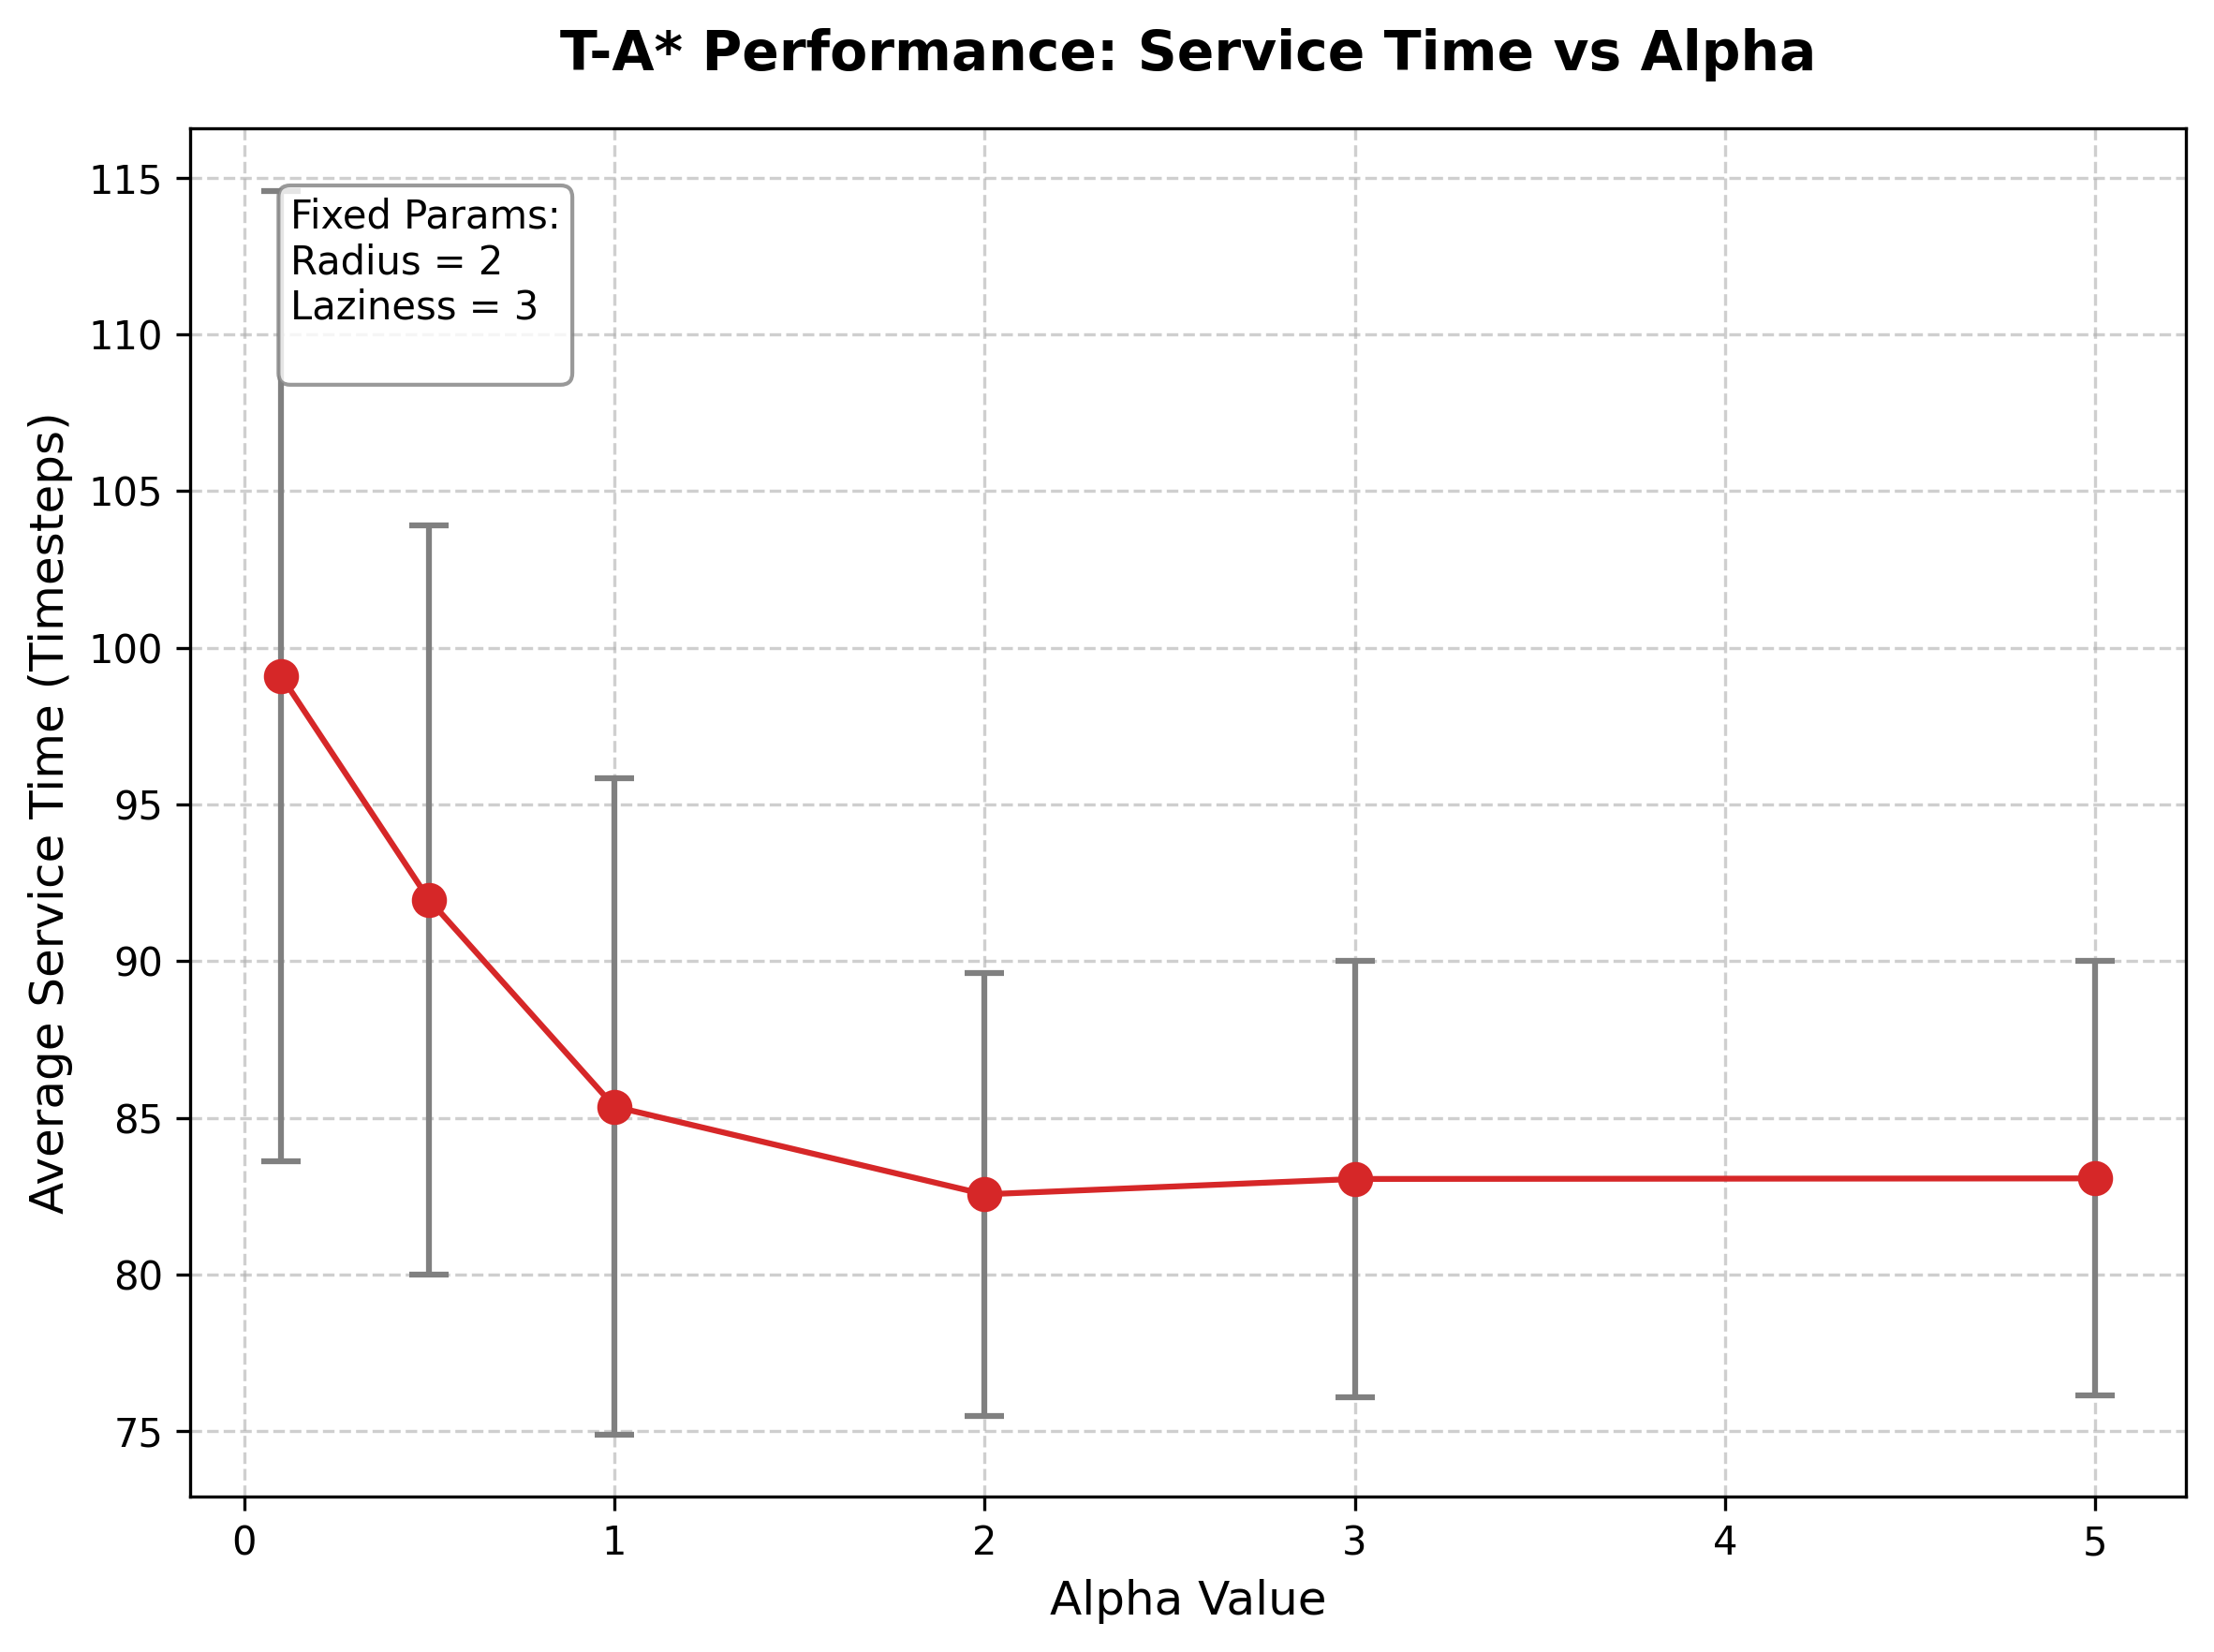 T-A* Performance: Service Time vs Alpha
115
110
105
100
95
90
85
80
75
Average Service Time (Timesteps)
Fixed Params:
Radius = 2
Laziness = 3
0
1
2
3
4
5
Alpha Value